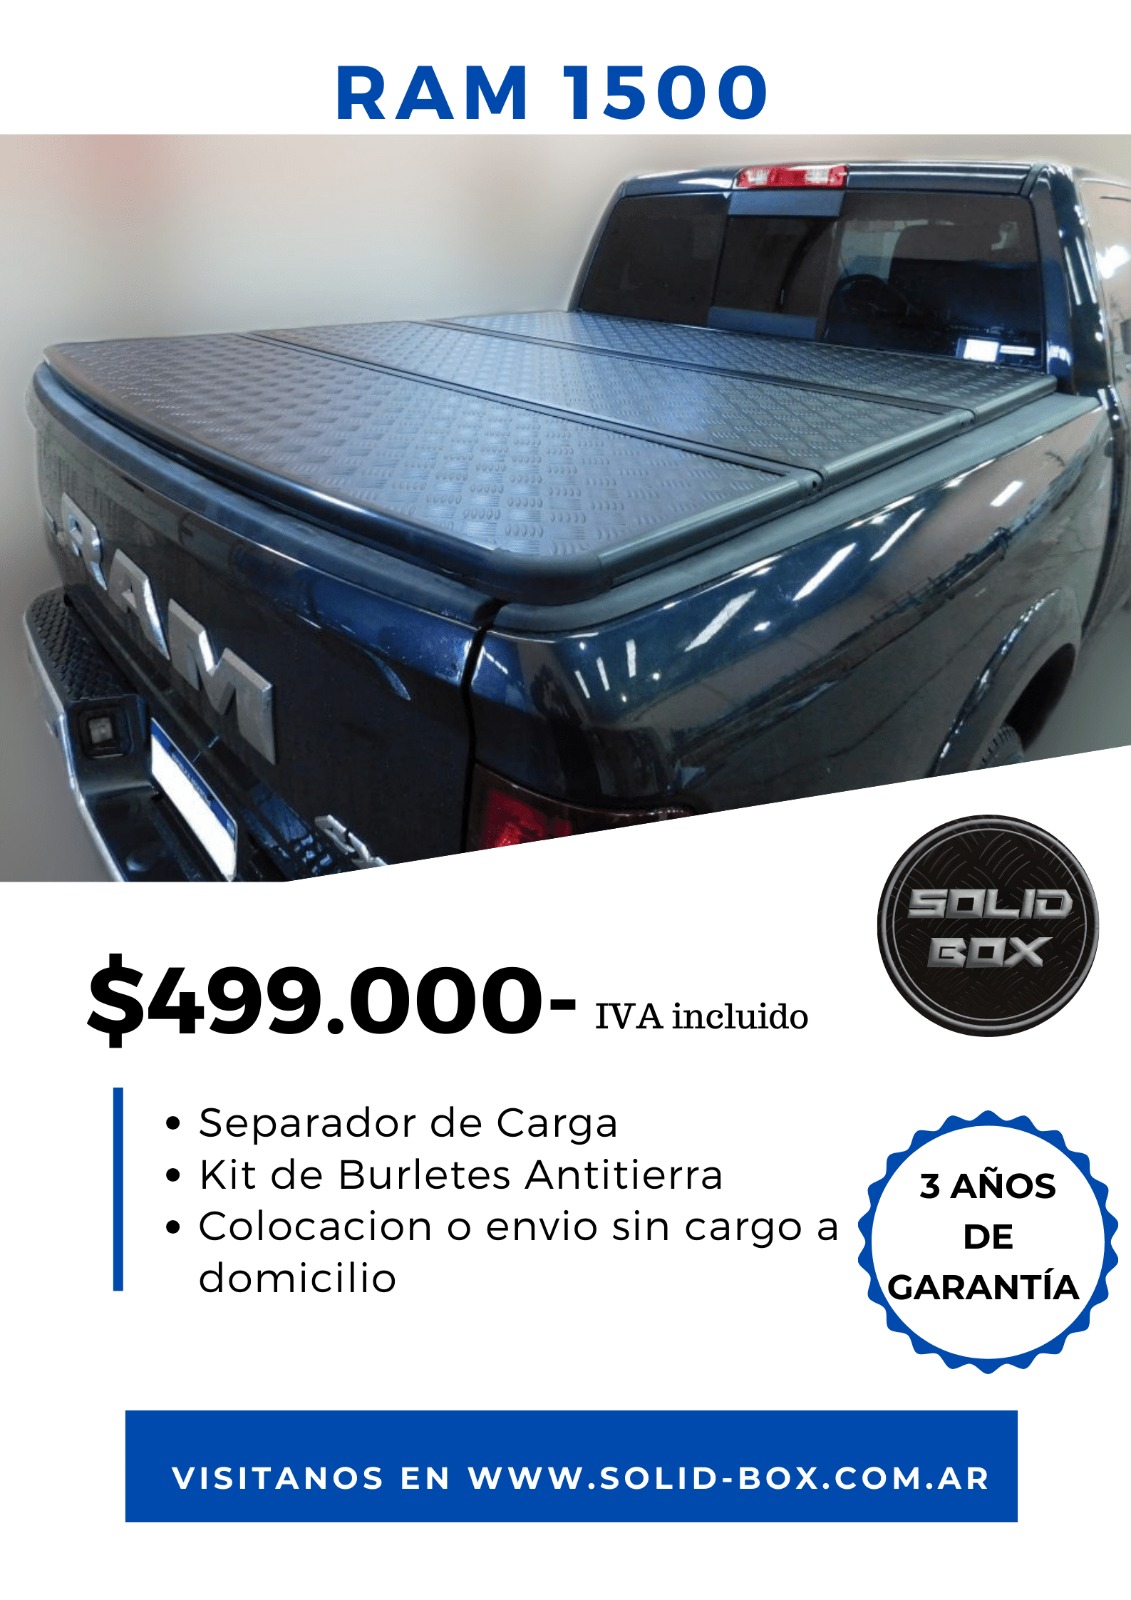 RAM 1500
RAM
SOLID
BOX
$499.000- IVA incluido
• Separador de Carga
• Kit de Burletes Antitierra
• Colocacion o envio sin cargo a
domicilio
3 AÑOS
DE
GARANTÍA
VISITANOS EN WWW.SOLID-BOX.COM.AR